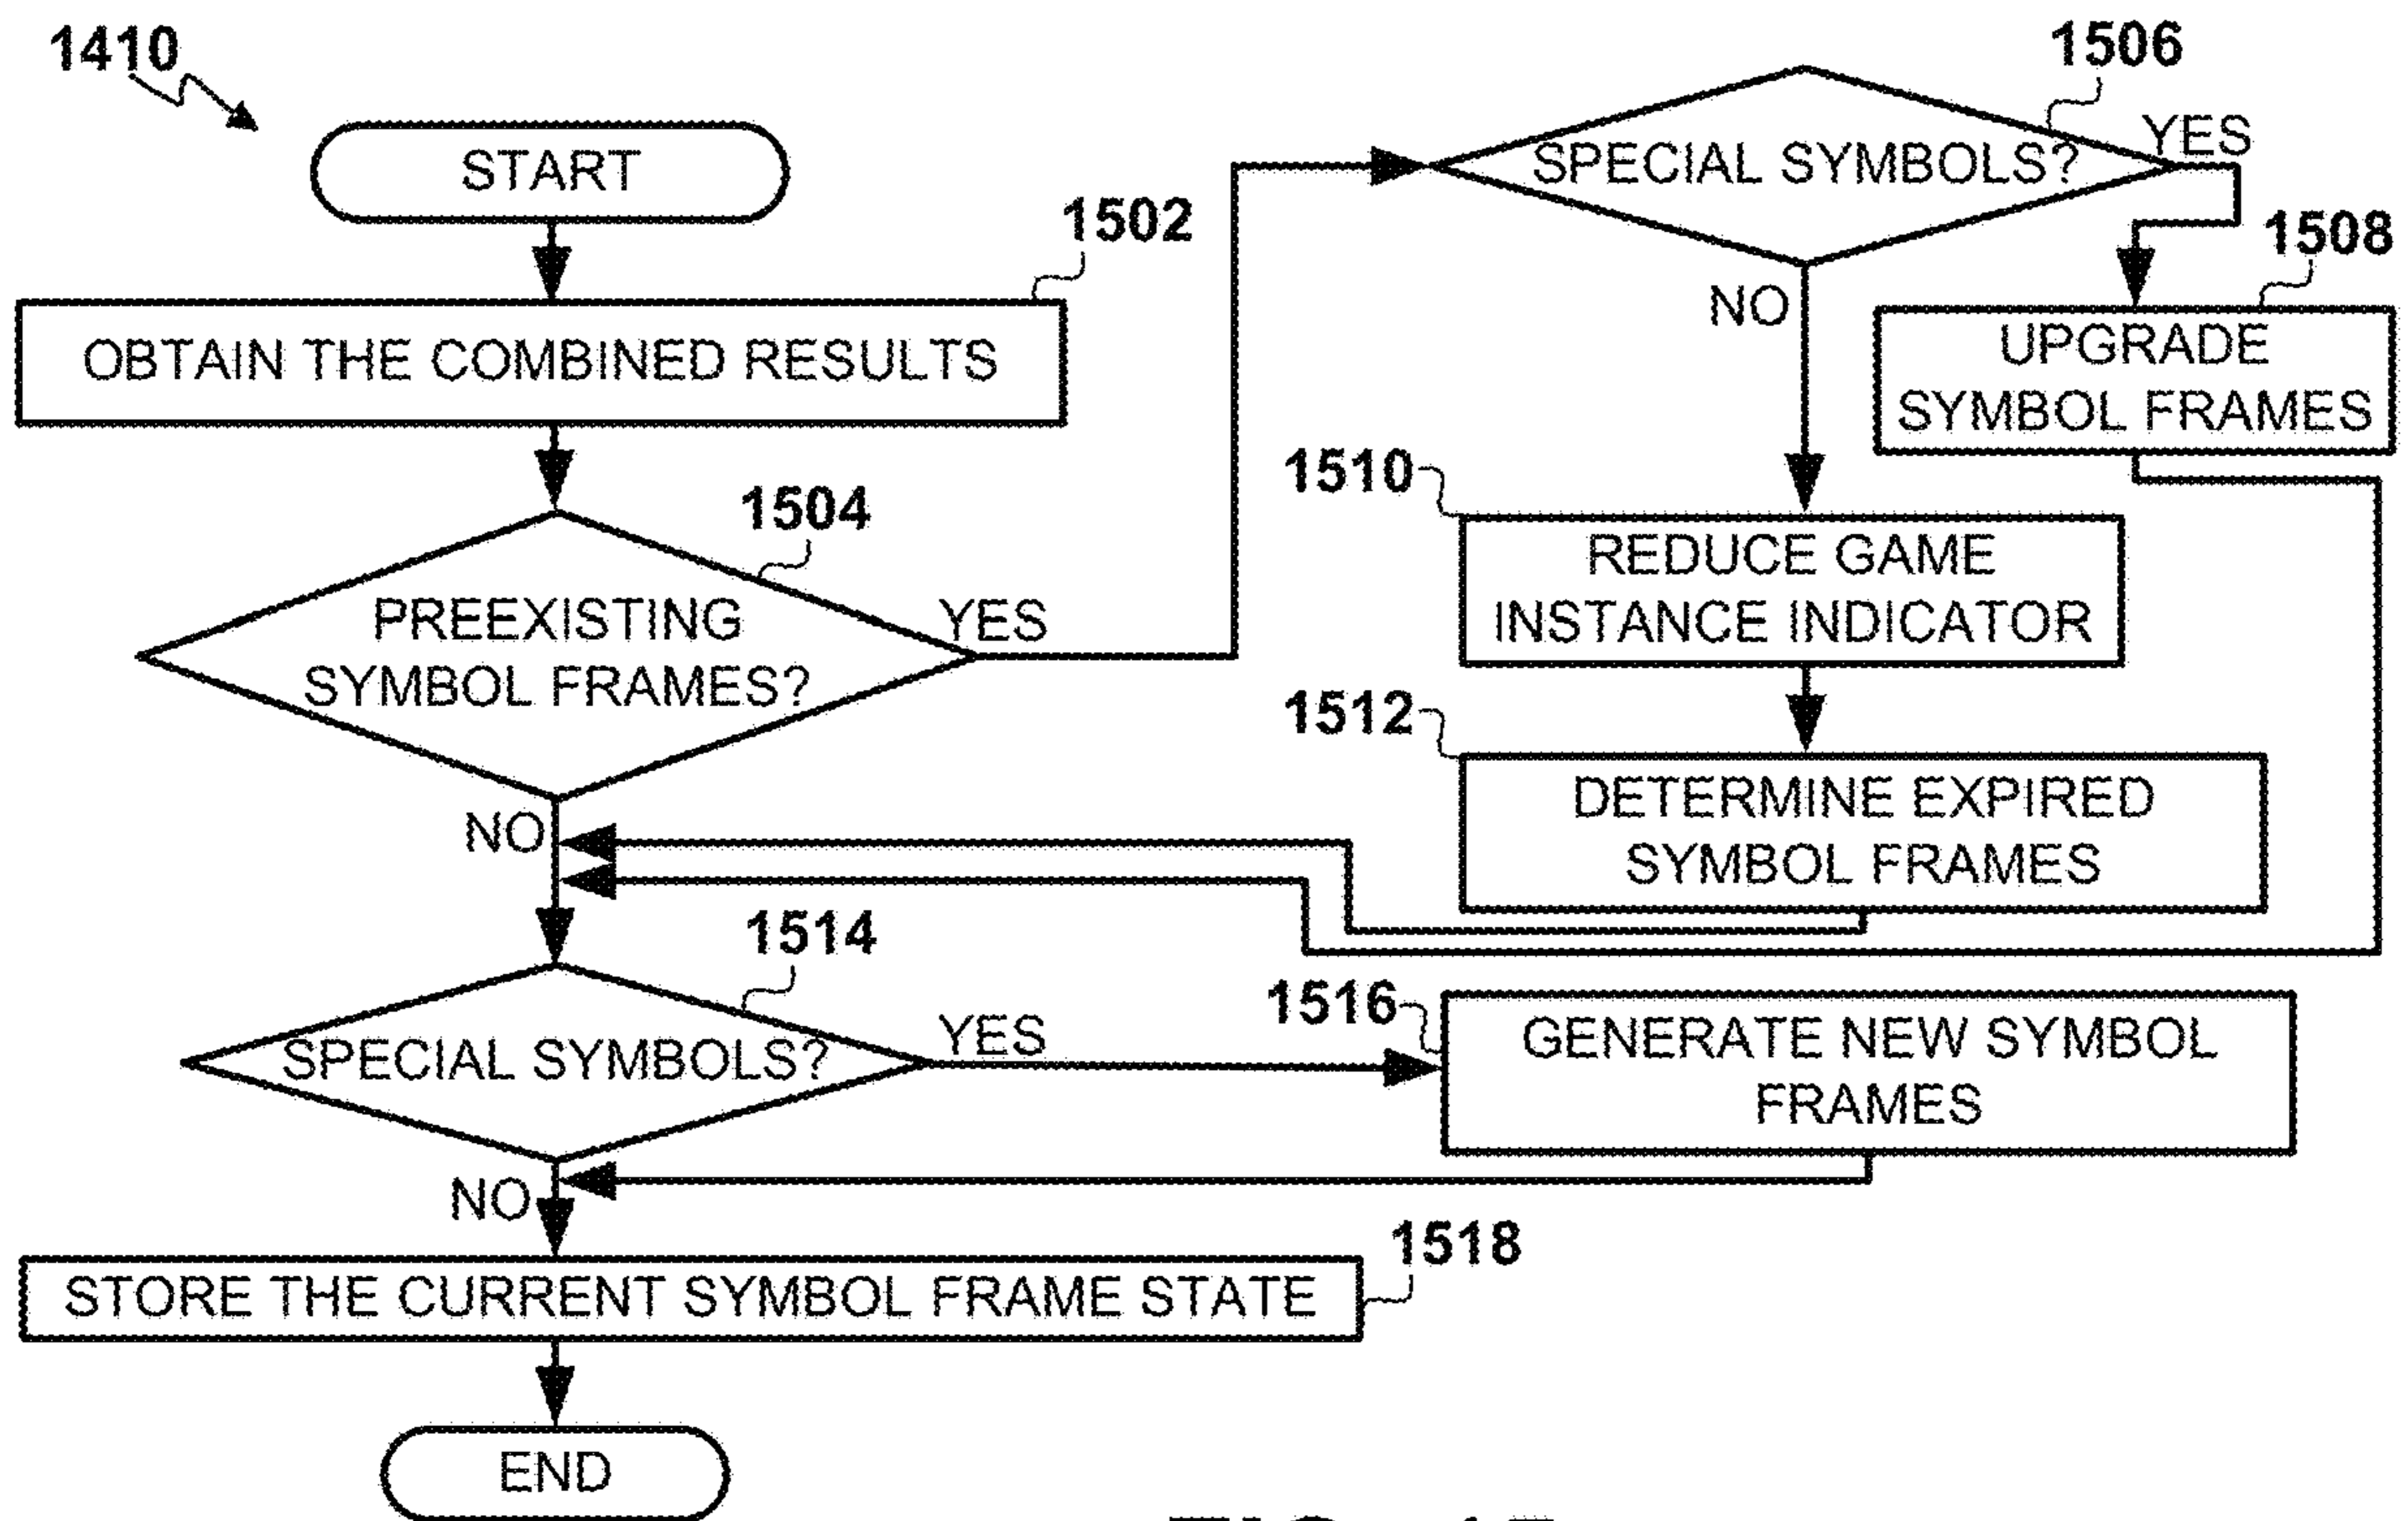 1410
START
1502
OBTAIN THE COMBINED RESULTS
1504
PREEXISTING
SYMBOL FRAMES?
YES
NO
1506
SPECIAL SYMBOLS?
YES
NO
1508
UPGRADE
SYMBOL FRAMES
1510
REDUCE GAME
INSTANCE INDICATOR
1512
DETERMINE EXPIRED
SYMBOL FRAMES
1514
SPECIAL SYMBOLS?
YES
NO
1516
GENERATE NEW SYMBOL
FRAMES
1518
STORE THE CURRENT SYMBOL FRAME STATE
END